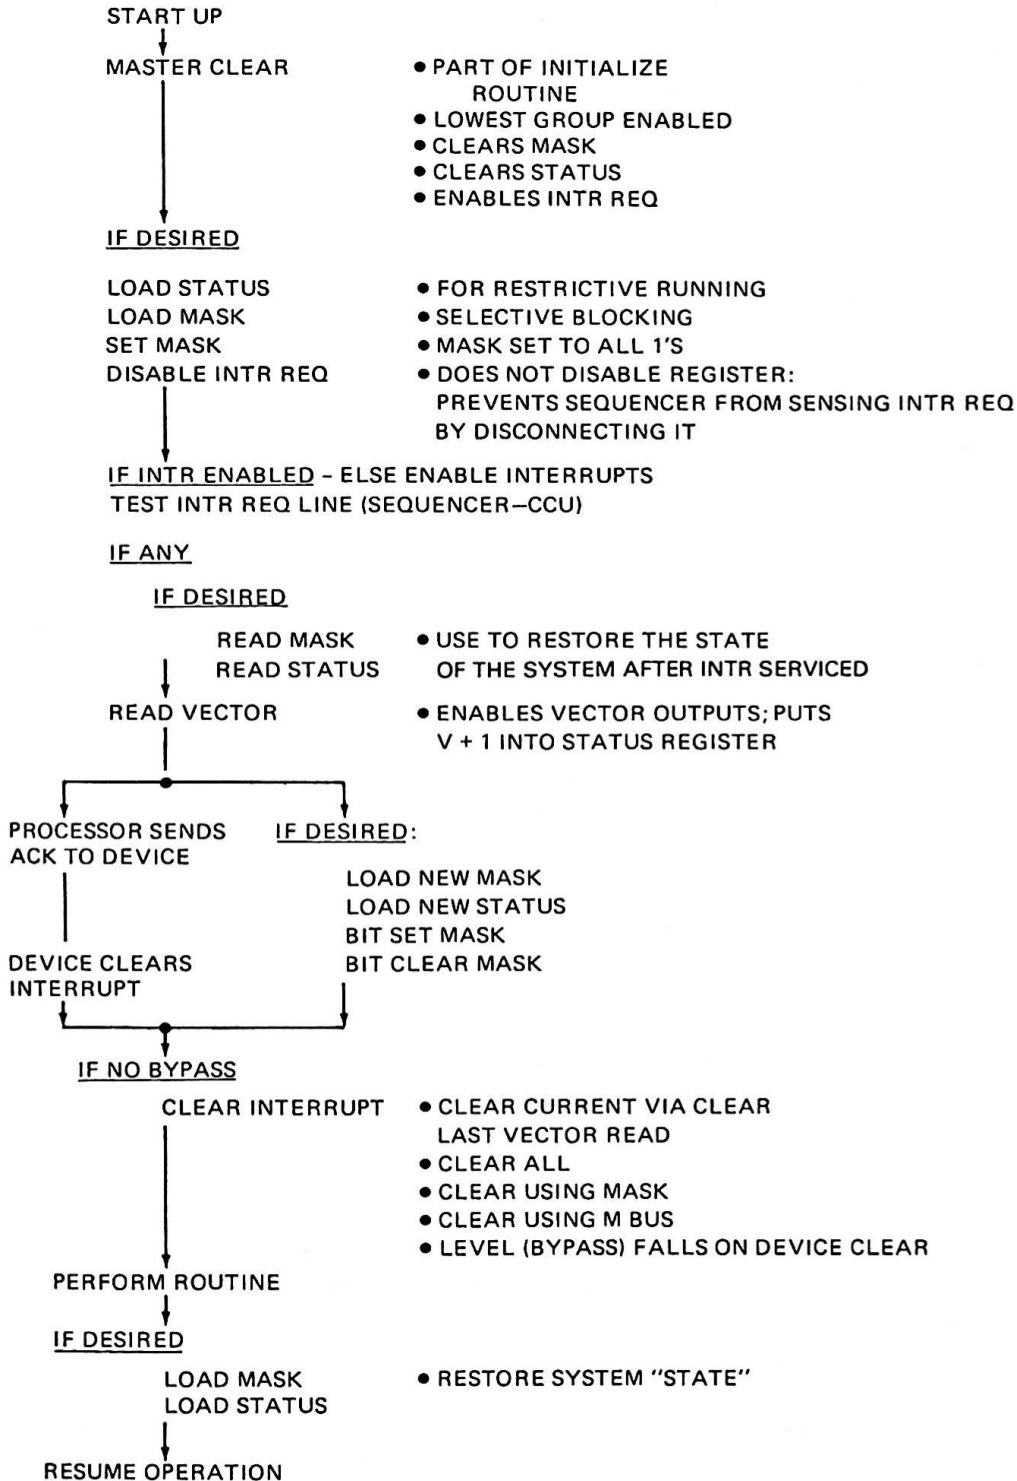 START UP
MASTER CLEAR
• PART OF INITIALIZE
ROUTINE
• LOWEST GROUP ENABLED
• CLEARS MASK
• CLEARS STATUS
• ENABLES INTR REQ
IF DESIRED
LOAD STATUS • FOR RESTRICTIVE RUNNING
LOAD MASK • SELECTIVE BLOCKING
SET MASK • MASK SET TO ALL 1'S
DISABLE INTR REQ • DOES NOT DISABLE REGISTER:
PREVENTS SEQUENCER FROM SENSING INTR REQ
BY DISCONNECTING IT
IF INTR ENABLED – ELSE ENABLE INTERRUPTS
TEST INTR REQ LINE (SEQUENCER–CCU)
IF ANY
IF DESIRED
READ MASK • USE TO RESTORE THE STATE
READ STATUS OF THE SYSTEM AFTER INTR SERVICED
READ VECTOR • ENABLES VECTOR OUTPUTS; PUTS
V + 1 INTO STATUS REGISTER
PROCESSOR SENDS
ACK TO DEVICE
DEVICE CLEARS
INTERRUPT
IF DESIRED:
LOAD NEW MASK
LOAD NEW STATUS
BIT SET MASK
BIT CLEAR MASK
IF NO BYPASS
CLEAR INTERRUPT • CLEAR CURRENT VIA CLEAR
LAST VECTOR READ
• CLEAR ALL
• CLEAR USING MASK
• CLEAR USING M BUS
• LEVEL (BYPASS) FALLS ON DEVICE CLEAR
PERFORM ROUTINE
IF DESIRED
LOAD MASK • RESTORE SYSTEM "STATE"
LOAD STATUS
RESUME OPERATION